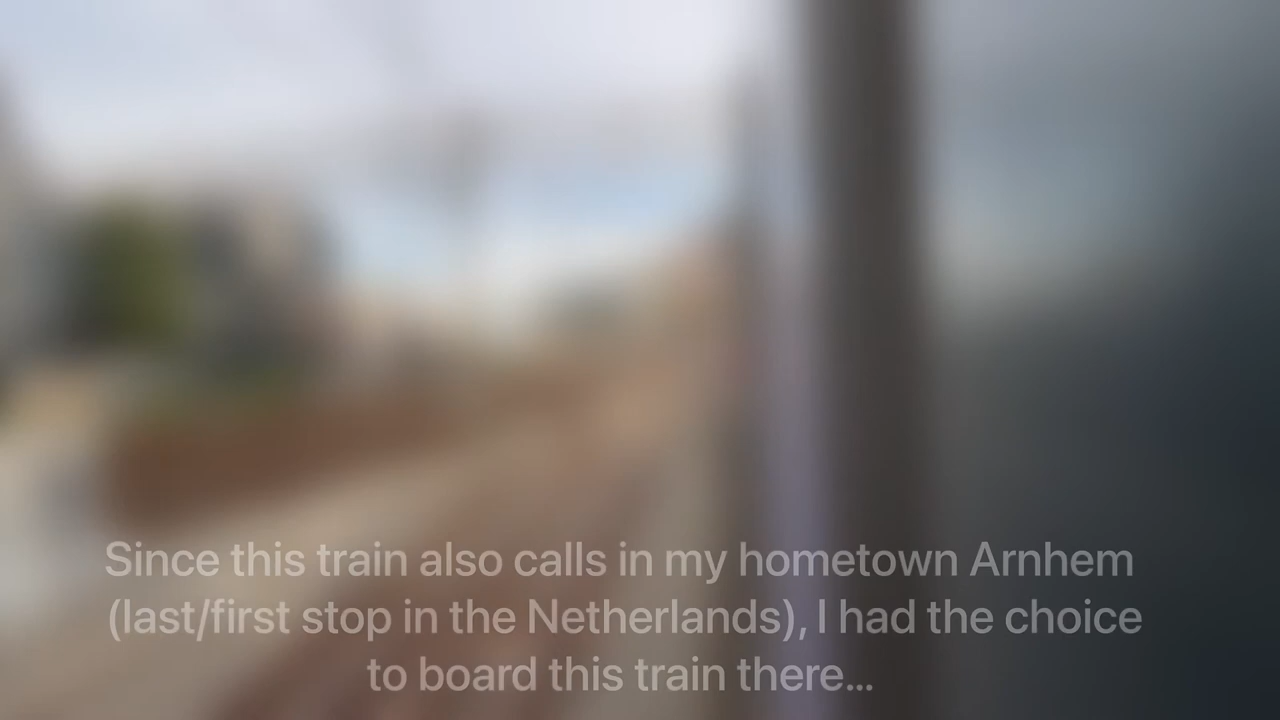 Since this train also calls in my hometown Arnhem
(last/first stop in the Netherlands), I had the choice
to board this train there...